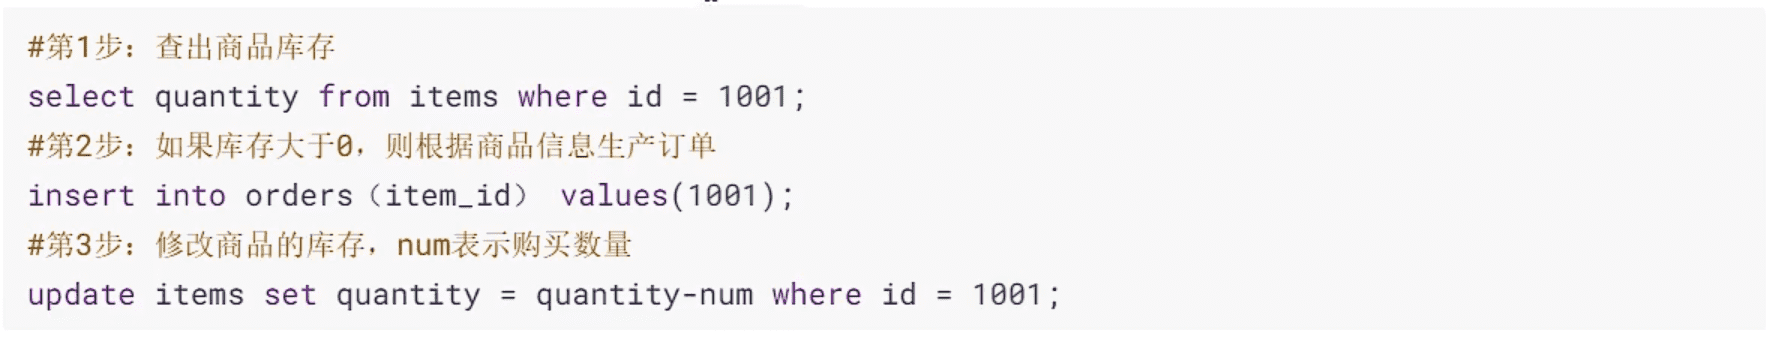 #第1步：查出商品库存
select quantity from items where id = 1001;
#第2步：如果库存大于0，则根据商品信息生产订单
insert into orders（item_id） values(1001);
#第3步：修改商品的库存，num表示购买数量
update items set quantity = quantity-num where id = 1001;